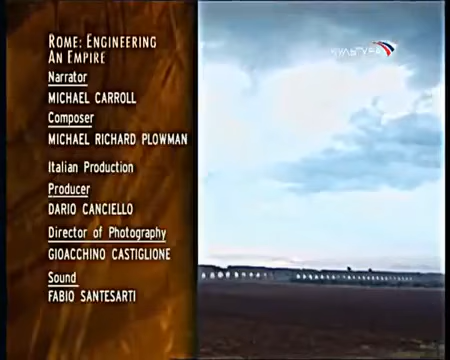 ROME: ENGINEERING
AN EMPIRE
Narrator
MICHAEL CARROLL
Composer
MICHAEL RICHARD PLOWMAN
Italian Production
Producer
DARIO CANCIELLO
Director of Photography
GIOACCHINO CASTIGLIONE
Sound
FABIO SANTESARTI